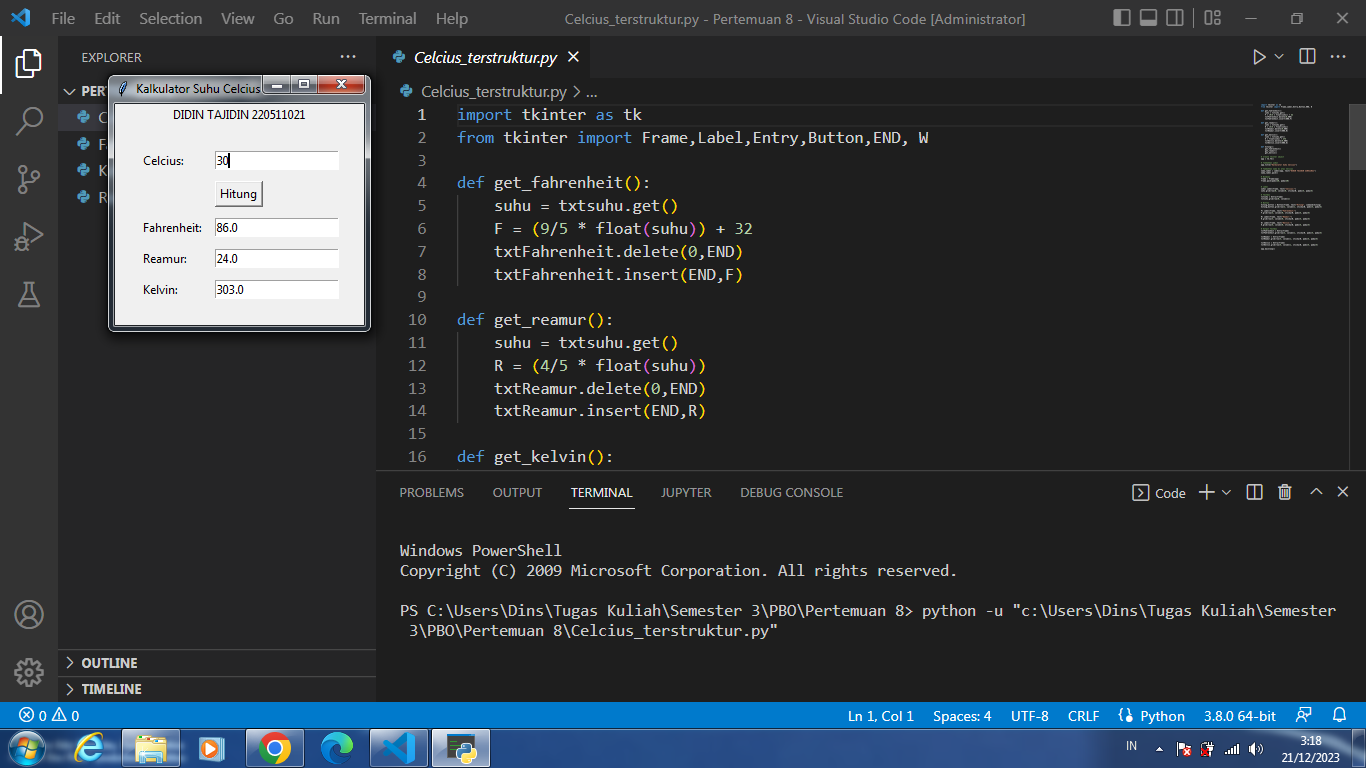 File Edit Selection View Go Run Terminal Help
Celcius_terstruktur.py - Pertemuan 8 - Visual Studio Code [Administrator]
EXPLORER
PER
C
F
K
R
Kalkulator Suhu Celcius
DIDIN TAJIDIN 220511021
Celcius: 30
Hitung
Fahrenheit: 86.0
Reamur: 24.0
Kelvin: 303.0
OUTLINE
TIMELINE
Celcius_terstruktur.py
Celcius_terstruktur.py > ...
1 import tkinter as tk
2 from tkinter import Frame,Label,Entry,Button,END, W
3
4 def get_fahrenheit():
5 suhu = txtsuhu.get()
6 F = (9/5 * float(suhu)) + 32
7 txtFahrenheit.delete(0,END)
8 txtFahrenheit.insert(END,F)
9
10 def get_reamur():
11 suhu = txtsuhu.get()
12 R = (4/5 * float(suhu))
13 txtReamur.delete(0,END)
14 txtReamur.insert(END,R)
15
16 def get_kelvin():
PROBLEMS OUTPUT TERMINAL JUPYTER DEBUG CONSOLE
Code
Windows PowerShell
Copyright (C) 2009 Microsoft Corporation. All rights reserved.
PS C:\Users\Dins\Tugas Kuliah\Semester 3\PBO\Pertemuan 8> python -u "c:\Users\Dins\Tugas Kuliah\Semester
3\PBO\Pertemuan 8\Celcius_terstruktur.py"
0 0
Ln 1, Col 1 Spaces: 4 UTF-8 CRLF Python 3.8.0 64-bit
IN
3:18
21/12/2023